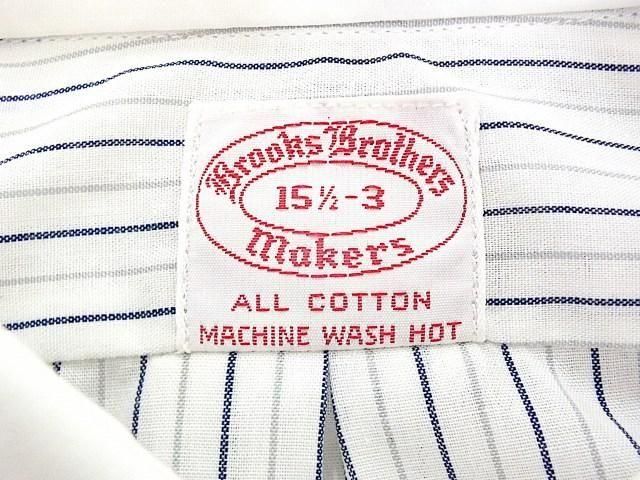 Brooks Brothers
15½-3
Makers
ALL COTTON
MACHINE WASH HOT